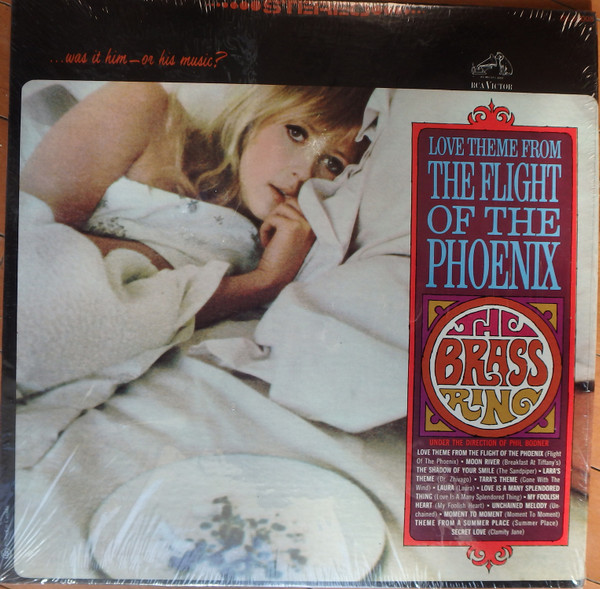 STEREO
...was it him—or his music?
RCA VICTOR
LOVE THEME FROM
THE FLIGHT
OF THE
PHOENIX
THE
BRASS
RING
UNDER THE DIRECTION OF PHIL BODNER
LOVE THEME FROM THE FLIGHT OF THE PHOENIX (Flight
Of The Phoenix) • MOON RIVER (Breakfast At Tiffany's)
THE SHADOW OF YOUR SMILE (The Sandpiper) • LARA'S
THEME (Dr. Zhivago) • TARA'S THEME (Gone With The
Wind) • LAURA (Laura) • LOVE IS A MANY SPLENDORED
THING (Love Is A Many Splendored Thing) • MY FOOLISH
HEART (My Foolish Heart) • UNCHAINED MELODY (Un-
chained) • MOMENT TO MOMENT (Moment To Moment)
THEME FROM A SUMMER PLACE (Summer Place)
SECRET LOVE (Clamity Jane)